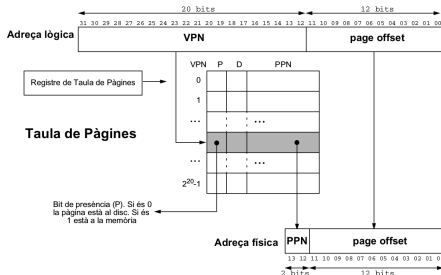 20 bits 12 bits
31 30 29 28 27 26 25 24 23 22 21 20 19 18 17 16 15 14 13 12 11 10 09 08 07 06 05 04 03 02 01 00
Adreça lògica VPN page offset
VPN P D PPN
Registre de Taula de Pàgines
0
1
... ... ...
Taula de Pàgines
... ... ...
2^20-1
Bit de presència (P). Si és 0
la pàgina està al disc. Si és
1 està a la memòria
Adreça física PPN page offset
13 12 11 10 09 08 07 06 05 04 03 02 01 00
2 bits 12 bits